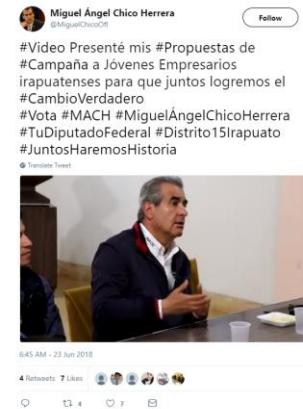 Miguel Ángel Chico Herrera
@MiguelChicoOfl
Follow
#Video Presenté mis #Propuestas de
#Campaña a Jóvenes Empresarios
irapuatenses para que juntos logremos el
#CambioVerdadero
#Vota #MACH #MiguelÁngelChicoHerrera
#TuDiputadoFederal #Distrito15Irapuato
#JuntosHaremosHistoria
Translate Tweet
6:45 AM - 23 Jun 2018
4 Retweets 7 Likes
4
7